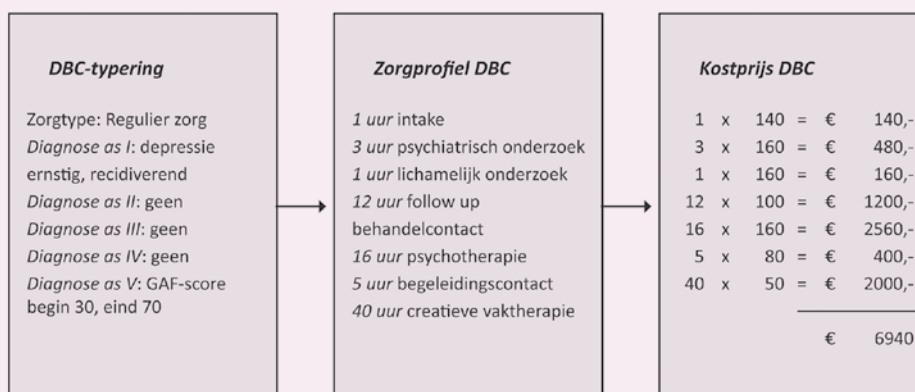 DBC-typering
Zorgtype: Regulier zorg
Diagnose as I: depressie
ernstig, recidiverend
Diagnose as II: geen
Diagnose as III: geen
Diagnose as IV: geen
Diagnose as V: GAF-score
begin 30, eind 70
Zorgprofiel DBC
1 uur intake
3 uur psychiatrisch onderzoek
1 uur lichamelijk onderzoek
12 uur follow up
behandelcontact
16 uur psychotherapie
5 uur begeleidingscontact
40 uur creatieve vaktherapie
Kostprijs DBC
1 x 140 = € 140,-
3 x 160 = € 480,-
1 x 160 = € 160,-
12 x 100 = € 1200,-
16 x 160 = € 2560,-
5 x 80 = € 400,-
40 x 50 = € 2000,-
€ 6940